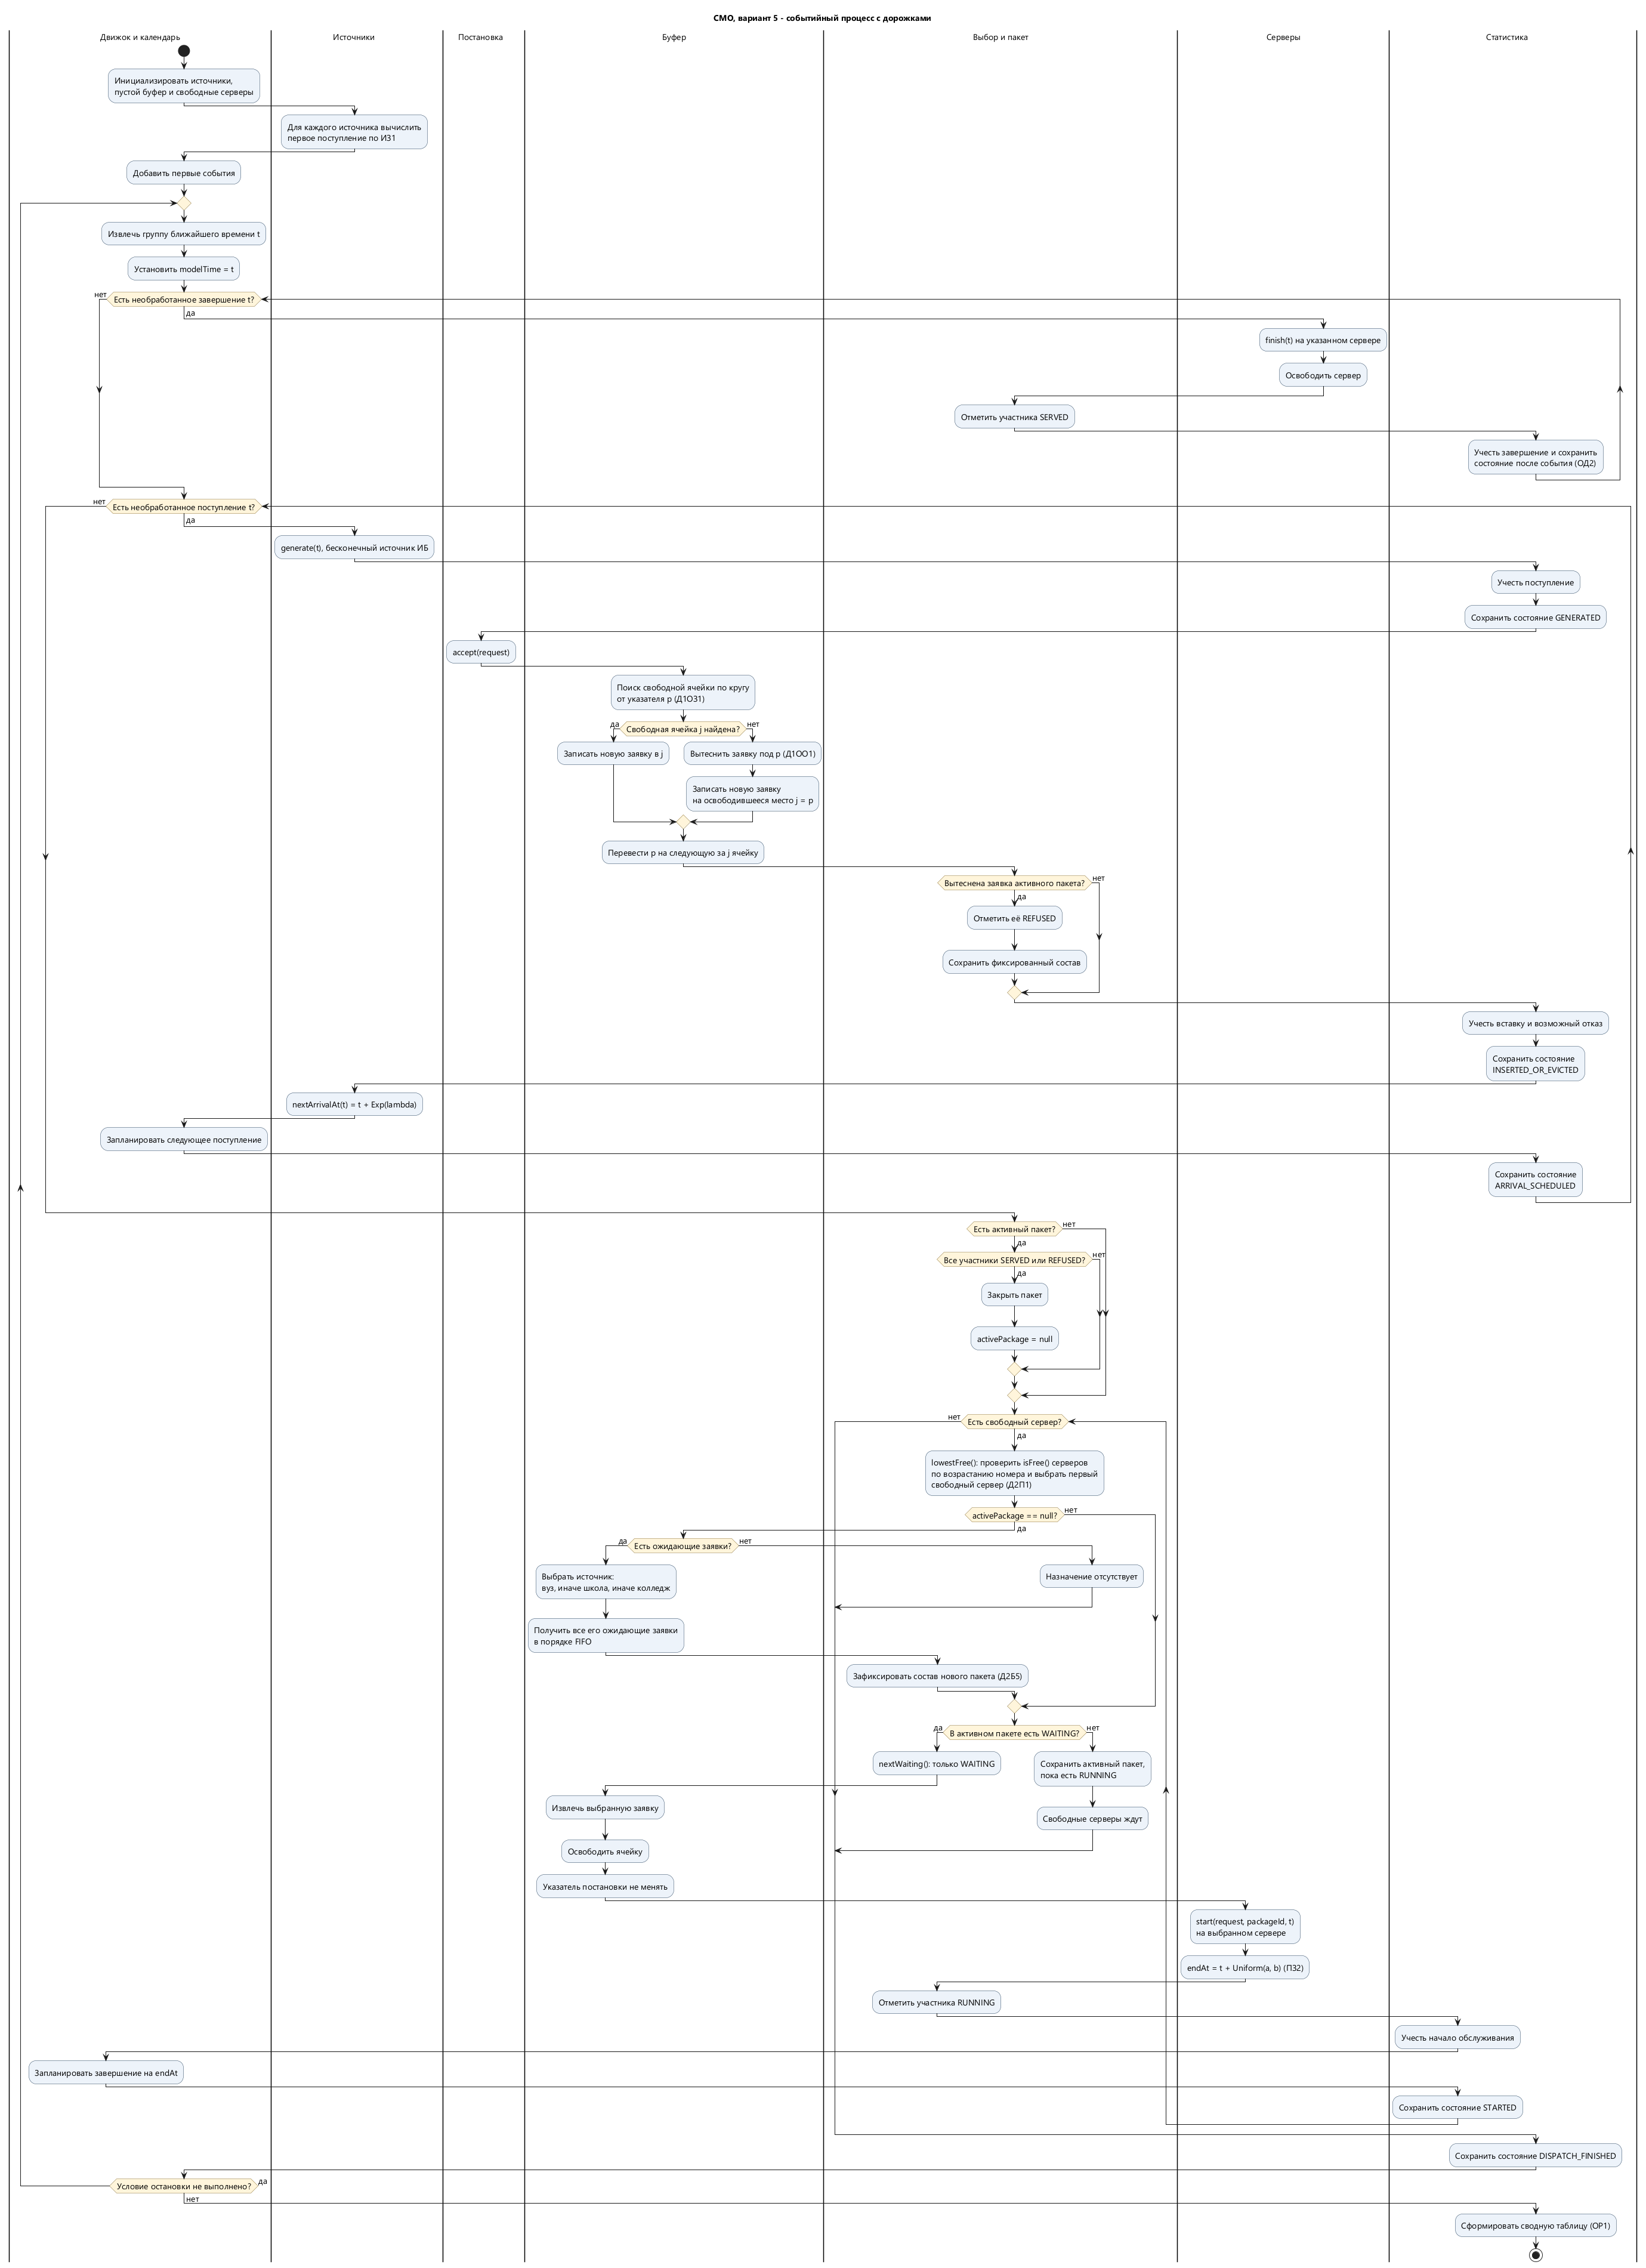 СМО, вариант 5 - событийный процесс с дорожками
Движок и календарь
Источники
Постановка
Буфер
Выбор и пакет
Серверы
Статистика
Инициализировать источники,
пустой буфер и свободные серверы
Для каждого источника вычислить
первое поступление по ИЗ1
Добавить первые события
Извлечь группу ближайшего времени t
Установить modelTime = t
нет
Есть необработанное завершение t?
да
finish(t) на указанном сервере
Освободить сервер
Отметить участника SERVED
Учесть завершение и сохранить
состояние после события (ОД2)
нет
Есть необработанное поступление t?
да
generate(t), бесконечный источник ИБ
Учесть поступление
Сохранить состояние GENERATED
accept(request)
Поиск свободной ячейки по кругу
от указателя p (Д1ОЗ1)
да
Свободная ячейка j найдена?
нет
Записать новую заявку в j
Вытеснить заявку под p (Д1ОО1)
Записать новую заявку
на освободившееся место j = p
Перевести p на следующую за j ячейку
Вытеснена заявка активного пакета?
нет
да
Отметить её REFUSED
Сохранить фиксированный состав
Учесть вставку и возможный отказ
Сохранить состояние
INSERTED_OR_EVICTED
nextArrivalAt(t) = t + Exp(lambda)
Запланировать следующее поступление
Сохранить состояние
ARRIVAL_SCHEDULED
Есть активный пакет?
нет
да
Все участники SERVED или REFUSED?
нет
да
Закрыть пакет
activePackage = null
нет
Есть свободный сервер?
да
lowestFree(): проверить isFree() серверов
по возрастанию номера и выбрать первый
свободный сервер (Д2П1)
activePackage == null?
нет
да
да
Есть ожидающие заявки?
нет
Выбрать источник:
вуз, иначе школа, иначе колледж
Назначение отсутствует
Получить все его ожидающие заявки
в порядке FIFO
Зафиксировать состав нового пакета (Д2Б5)
да
В активном пакете есть WAITING?
нет
nextWaiting(): только WAITING
Сохранить активный пакет,
пока есть RUNNING
Извлечь выбранную заявку
Свободные серверы ждут
Освободить ячейку
Указатель постановки не менять
start(request, packageId, t)
на выбранном сервере
endAt = t + Uniform(a, b) (ПЗ2)
Отметить участника RUNNING
Учесть начало обслуживания
Запланировать завершение на endAt
Сохранить состояние STARTED
Сохранить состояние DISPATCH_FINISHED
Условие остановки не выполнено?
да
нет
Сформировать сводную таблицу (ОР1)